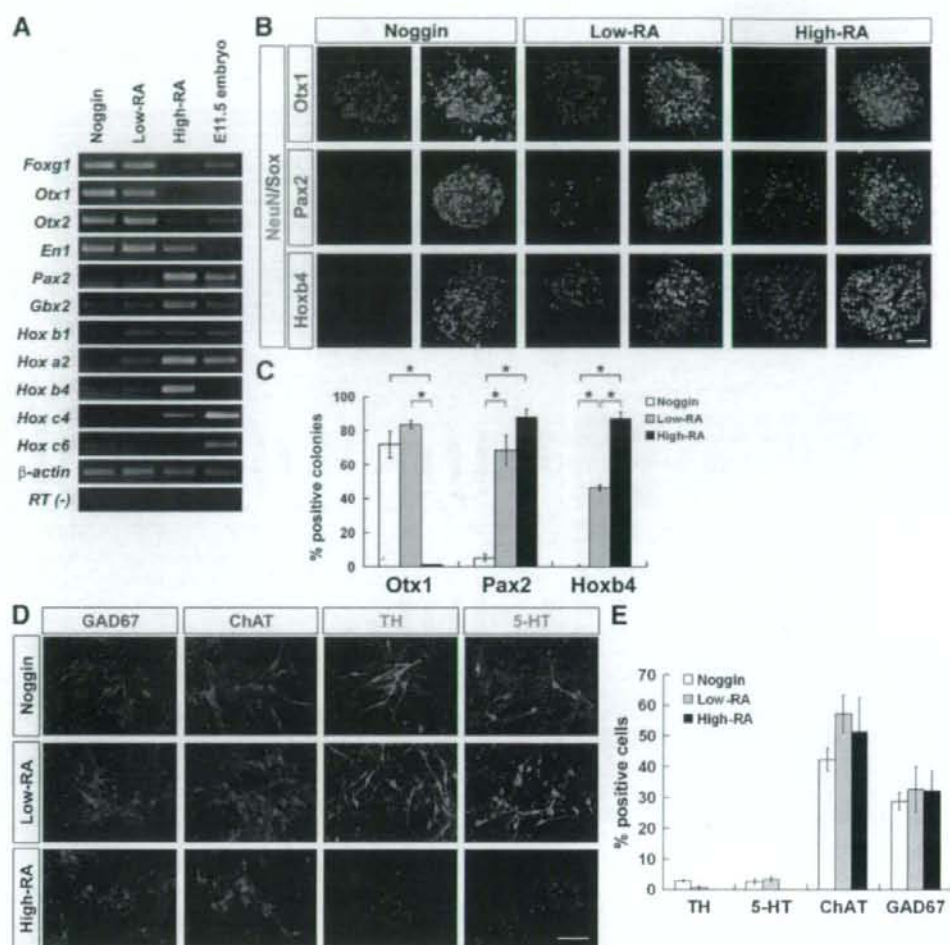 A
Noggin
Low-RA
High-RA
E11.5 embryo
Foxg1
Otx1
Otx2
En1
Pax2
Gbx2
Hox b1
Hox a2
Hox b4
Hox c4
Hox c6
β-actin
RT (-)
B
Noggin Low-RA High-RA
NeuN/Sox
Otx1
Pax2
Hoxb4
C
* * *
* * * *
% positive colonies
100
80
60
40
20
0
Noggin
Low-RA
High-RA
Otx1 Pax2 Hoxb4
D
GAD67 ChAT TH 5-HT
Noggin
Low-RA
High-RA
E
% positive cells
70
60
50
40
30
20
10
0
Noggin
Low-RA
High-RA
TH 5-HT ChAT GAD67